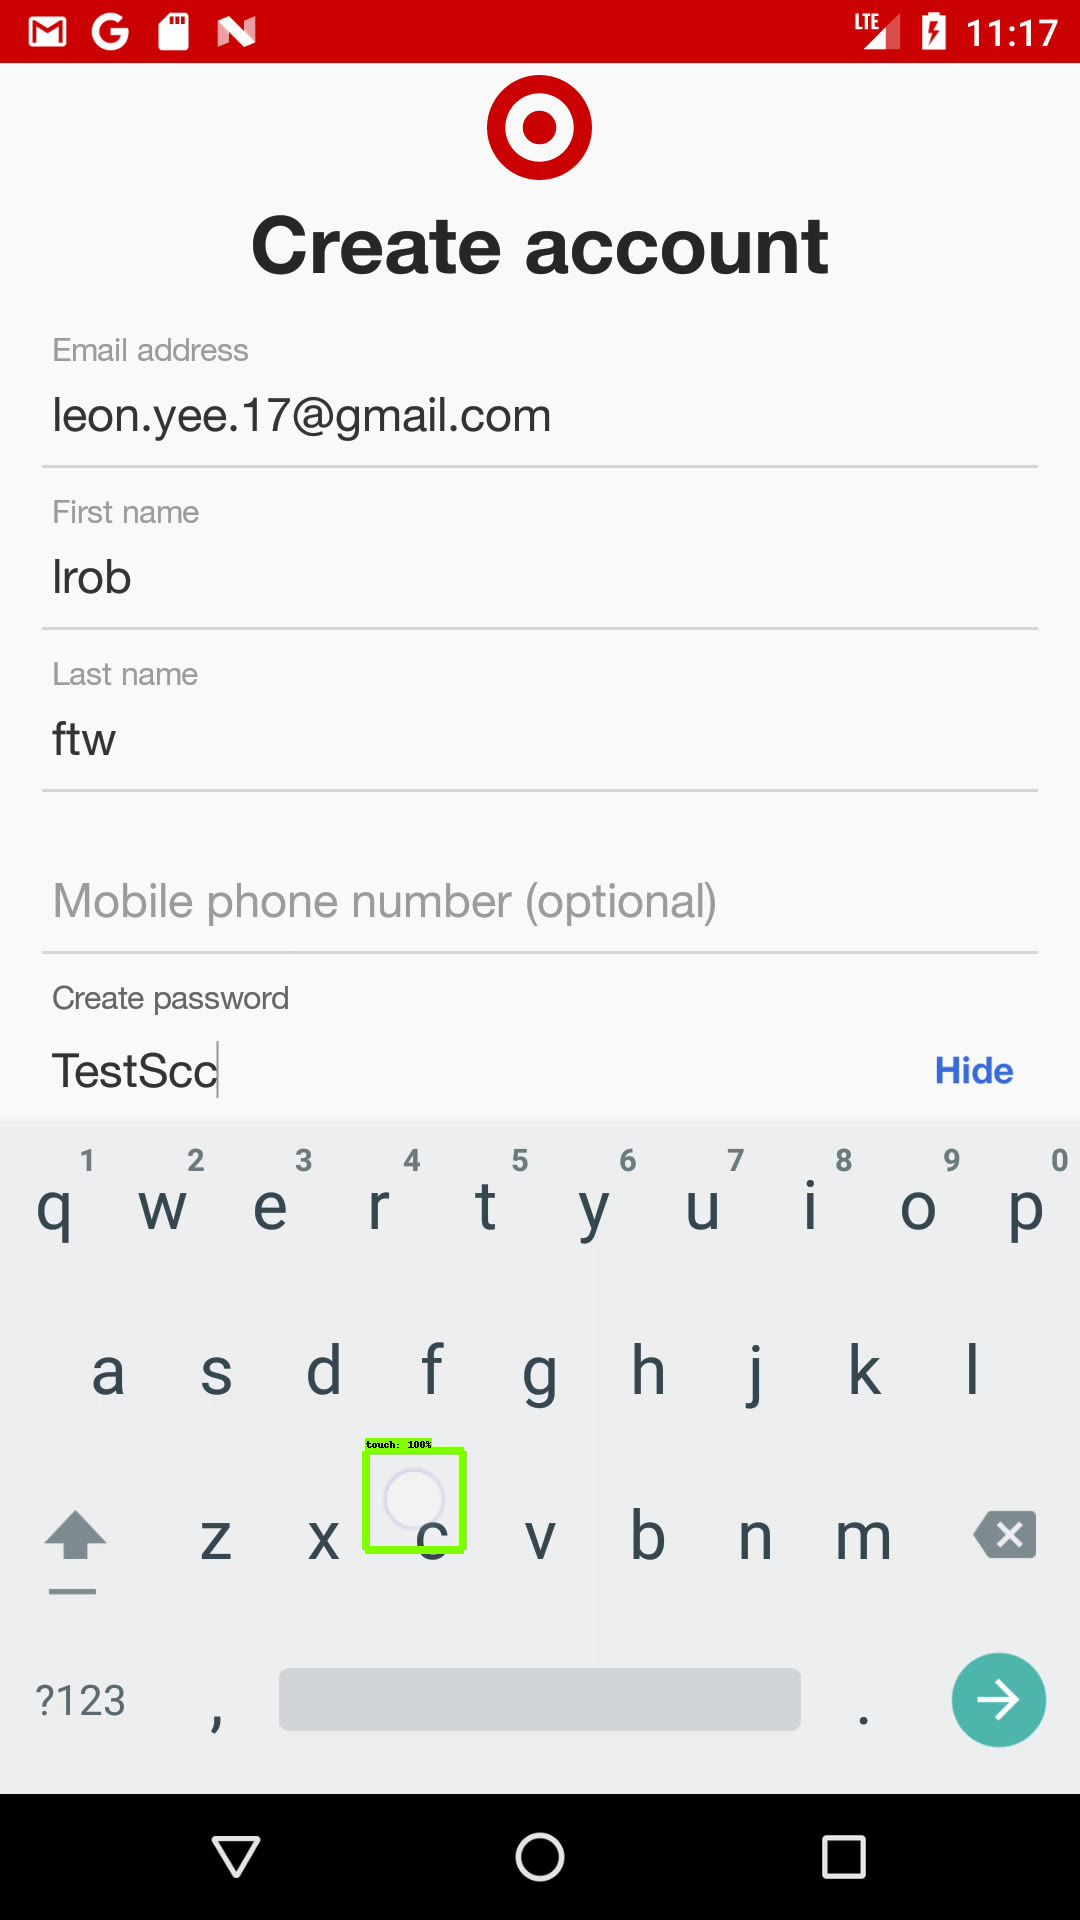 LTE 11:17
Create account
Email address
leon.yee.17@gmail.com
First name
lrob
Last name
ftw
Mobile phone number (optional)
Create password
TestScc Hide
1 2 3 4 5 6 7 8 9 0
q w e r t y u i o p
a s d f g h j k l
touch: 100%
z x c v b n m
?123 , .